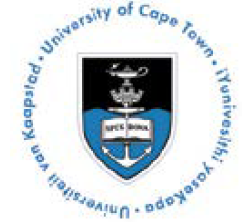 University of Cape Town · iYunivesithi yaseKapa · Universiteit van Kaapstad ·
SPES BONA